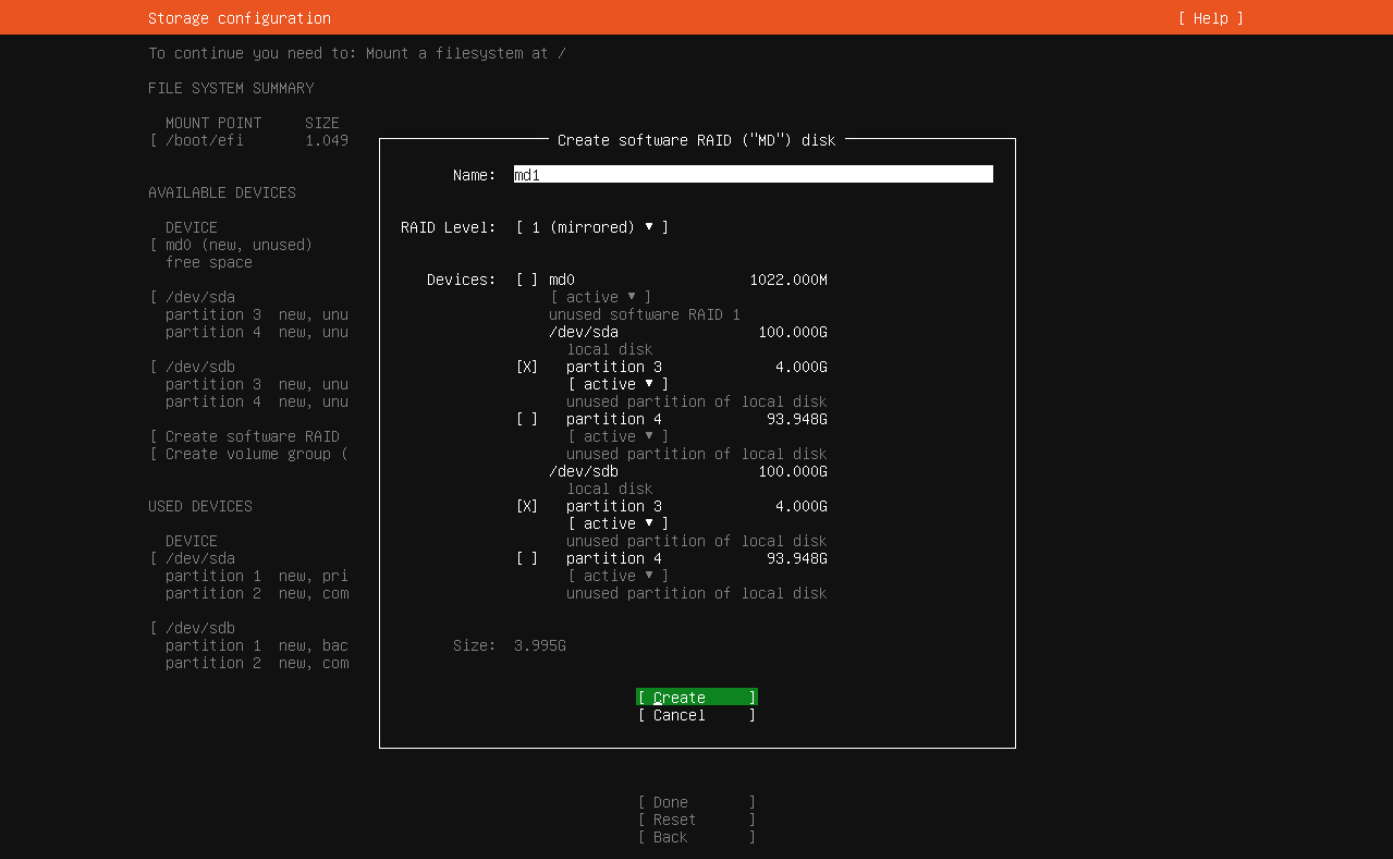 Storage configuration [ Help ]
To continue you need to: Mount a filesystem at /
FILE SYSTEM SUMMARY
MOUNT POINT SIZE
[ /boot/efi 1.049
AVAILABLE DEVICES
DEVICE
[ md0 (new, unused)
free space
[ /dev/sda
partition 3 new, unu
partition 4 new, unu
[ /dev/sdb
partition 3 new, unu
partition 4 new, unu
[ Create software RAID
[ Create volume group (
USED DEVICES
DEVICE
[ /dev/sda
partition 1 new, pri
partition 2 new, com
[ /dev/sdb
partition 1 new, bac
partition 2 new, com
Create software RAID ("MD") disk
Name: md1
RAID Level: [ 1 (mirrored) ▾ ]
Devices: [ ] md0 1022.000M
[ active ▾ ]
unused software RAID 1
/dev/sda 100.000G
local disk
[X] partition 3 4.000G
[ active ▾ ]
unused partition of local disk
[ ] partition 4 93.948G
[ active ▾ ]
unused partition of local disk
/dev/sdb 100.000G
local disk
[X] partition 3 4.000G
[ active ▾ ]
unused partition of local disk
[ ] partition 4 93.948G
[ active ▾ ]
unused partition of local disk
Size: 3.995G
[ Create ]
[ Cancel ]
[ Done ]
[ Reset ]
[ Back ]